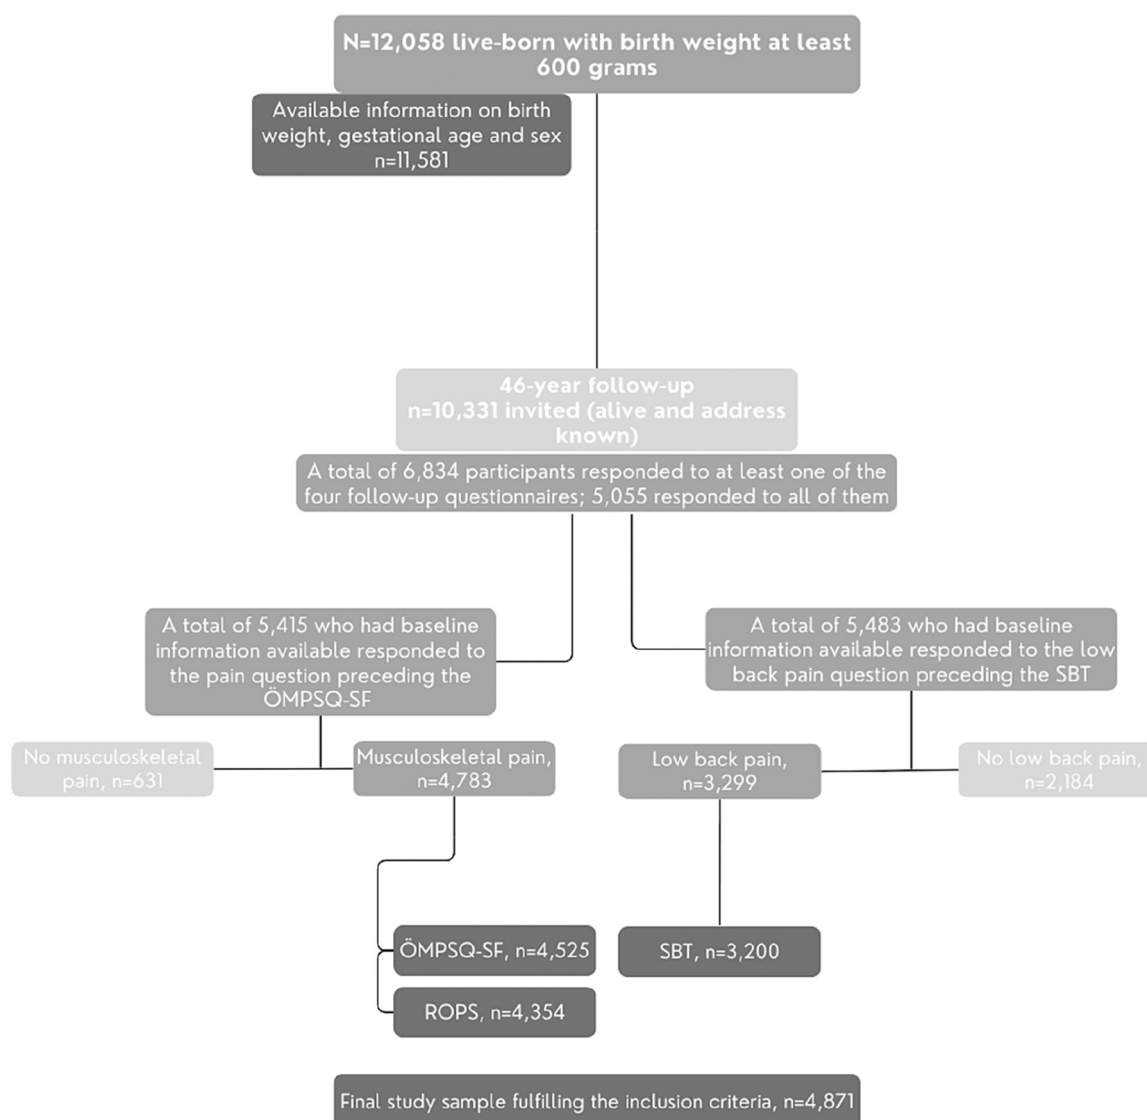 N=12,058 live-born with birth weight at least
600 grams
Available information on birth
weight, gestational age and sex
n=11,581
46-year follow-up
n=10,331 invited (alive and address
known)
A total of 6,834 participants responded to at least one of the
four follow-up questionnaires; 5,055 responded to all of them
A total of 5,415 who had baseline
information available responded to
the pain question preceding the
ÖMPSQ-SF
A total of 5,483 who had baseline
information available responded to the low
back pain question preceding the SBT
No musculoskeletal
pain, n=631
Musculoskeletal pain,
n=4,783
Low back pain,
n=3,299
No low back pain,
n=2,184
ÖMPSQ-SF, n=4,525
SBT, n=3,200
ROPS, n=4,354
Final study sample fulfilling the inclusion criteria, n=4,871